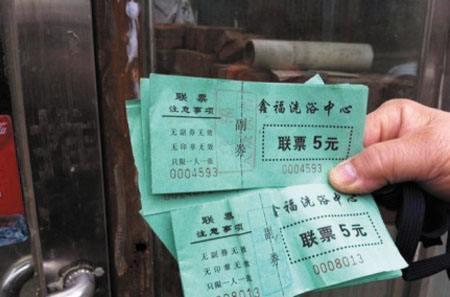 联票
注意事项
无副券无效
无印章无效
只限一人一张
0004593
副券
鑫福洗浴中心
联票 5元
0004593
联票
注意事项
无副券无效
无印章无效
只限一人一张
0008013
副券
鑫福洗浴中心
联票 5元
0008013